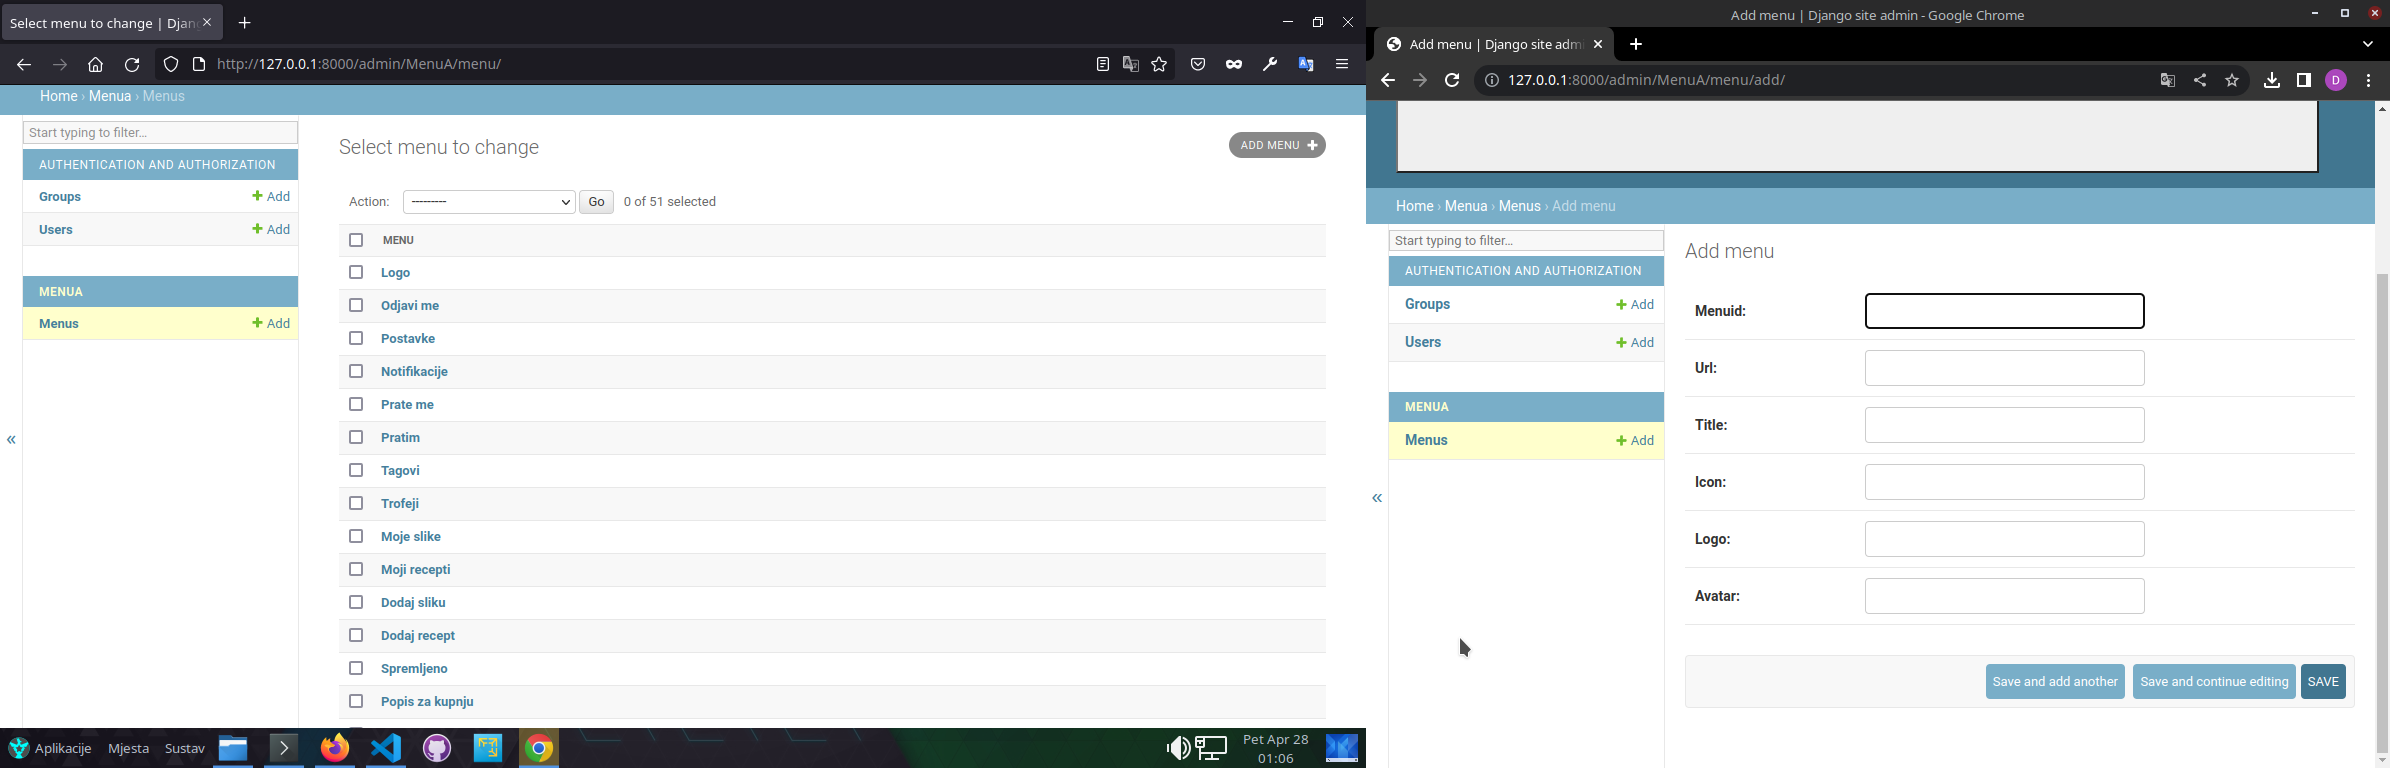 Select menu to change | Djan
http://127.0.0.1:8000/admin/MenuA/menu/
Home › Menua › Menus
Start typing to filter...
AUTHENTICATION AND AUTHORIZATION
Groups + Add
Users + Add
MENUA
Menus + Add
«
Select menu to change
ADD MENU +
Action: --------- Go 0 of 51 selected
MENU
Logo
Odjavi me
Postavke
Notifikacije
Prate me
Pratim
Tagovi
Trofeji
Moje slike
Moji recepti
Dodaj sliku
Dodaj recept
Spremljeno
Popis za kupnju
Aplikacije Mjesta Sustav
Pet Apr 28
01:06
Add menu | Django site admin - Google Chrome
Add menu | Django site adm
127.0.0.1:8000/admin/MenuA/menu/add/
D
Home › Menua › Menus › Add menu
Start typing to filter...
AUTHENTICATION AND AUTHORIZATION
Groups + Add
Users + Add
MENUA
Menus + Add
«
Add menu
Menuid:
Url:
Title:
Icon:
Logo:
Avatar:
Save and add another Save and continue editing SAVE